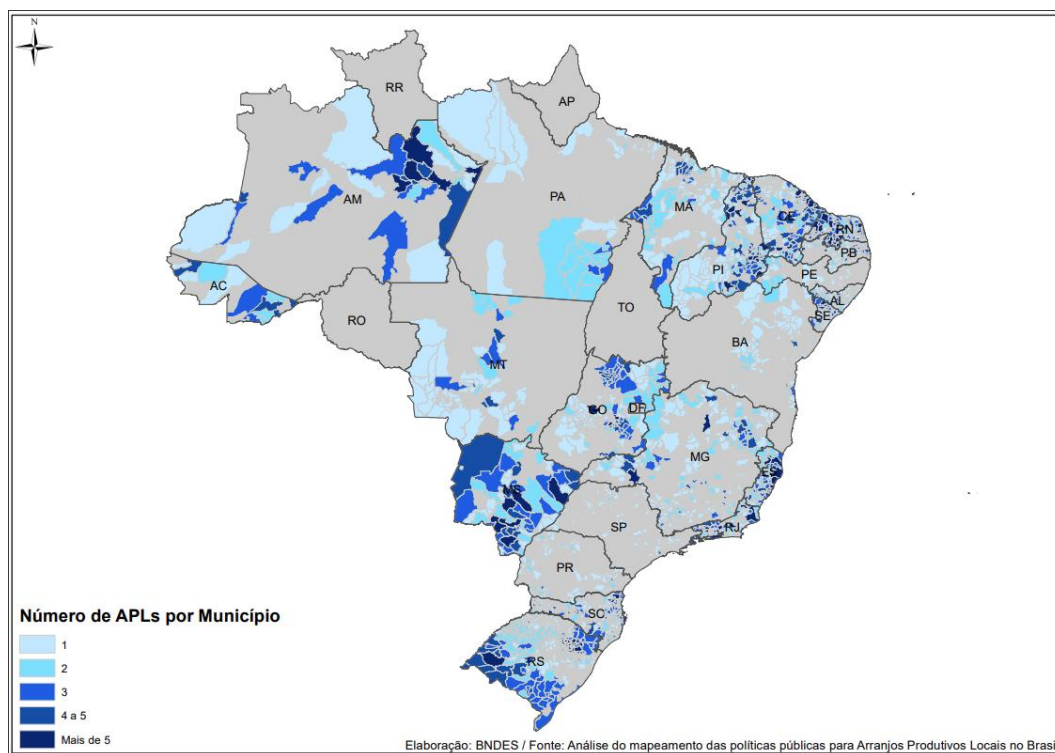 N
RR
AP
AM
PA
MA
CE
RN
PB
PI
PE
AC
AL
SE
TO
RO
BA
MT
GO
DF
MG
ES
MS
SP
RJ
PR
SC
RS
Número de APLs por Município
1
2
3
4 a 5
Mais de 5
Elaboração: BNDES / Fonte: Análise do mapeamento das políticas públicas para Arranjos Produtivos Locais no Brasi